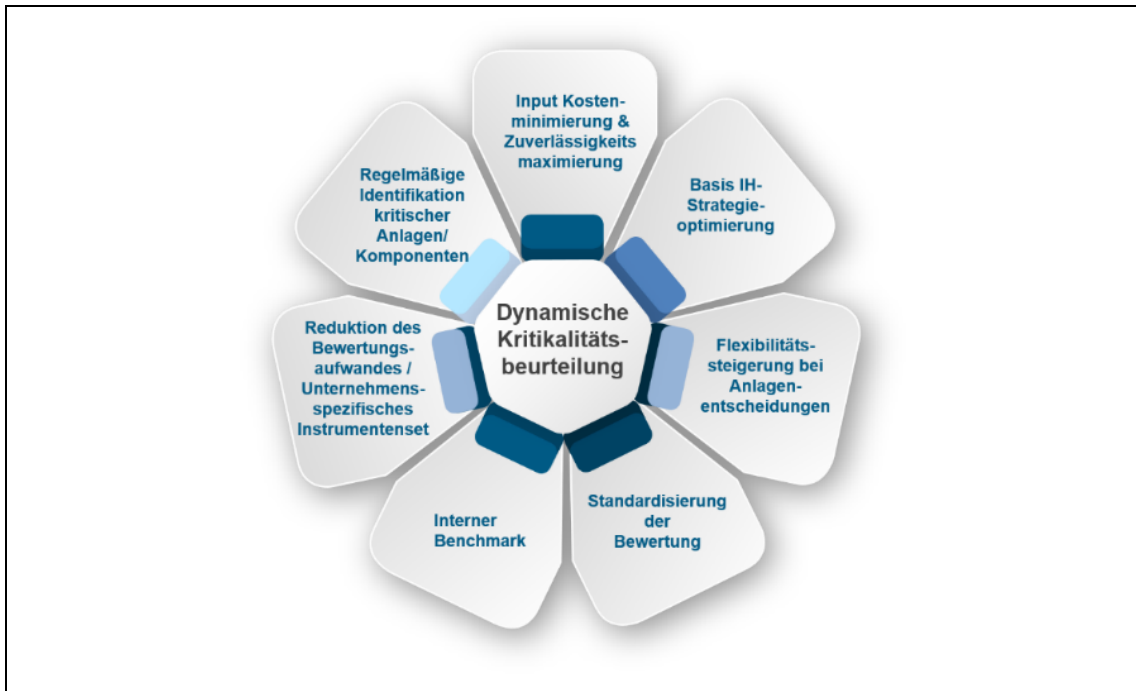 Input Kosten-
minimierung &
Zuverlässigkeits
maximierung
Basis IH-
Strategie-
optimierung
Flexibilitäts-
steigerung bei
Anlagen-
entscheidungen
Standardisierung
der
Bewertung
Interner
Benchmark
Reduktion des
Bewertungs-
aufwandes /
Unternehmens-
spezifisches
Instrumentenset
Regelmäßige
Identifikation
kritischer
Anlagen/
Komponenten
Dynamische
Kritikalitäts-
beurteilung